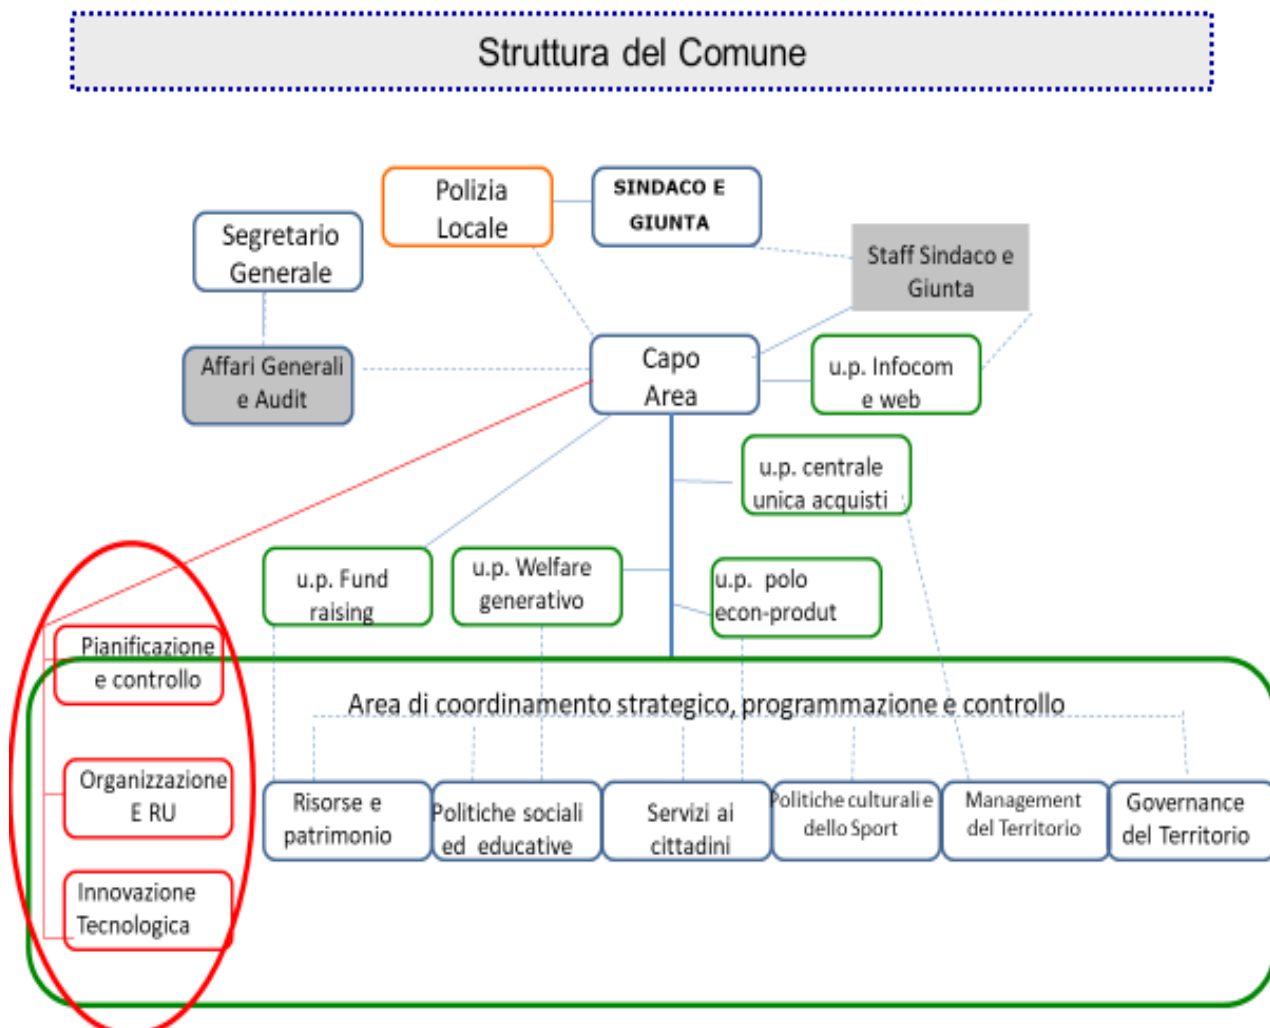 Struttura del Comune
Polizia
Locale
SINDACO E
GIUNTA
Segretario
Generale
Staff Sindaco e
Giunta
Affari Generali
e Audit
Capo
Area
u.p. Infocom
e web
u.p. centrale
unica acquisti
u.p. Fund
raising
u.p. Welfare
generativo
u.p. polo
econ-produt
Pianificazione
e controllo
Area di coordinamento strategico, programmazione e controllo
Organizzazione
E RU
Risorse e
patrimonio
Politiche sociali
ed educative
Servizi ai
cittadini
Politiche culturali e
dello Sport
Management
del Territorio
Governance
del Territorio
Innovazione
Tecnologica